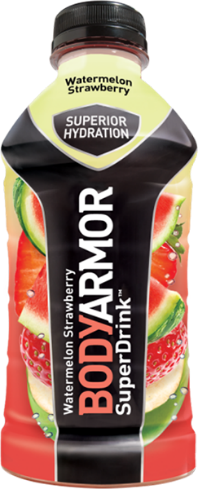 Watermelon
Strawberry
SUPERIOR
HYDRATION
Watermelon Strawberry
BODYARMOR
SuperDrink™